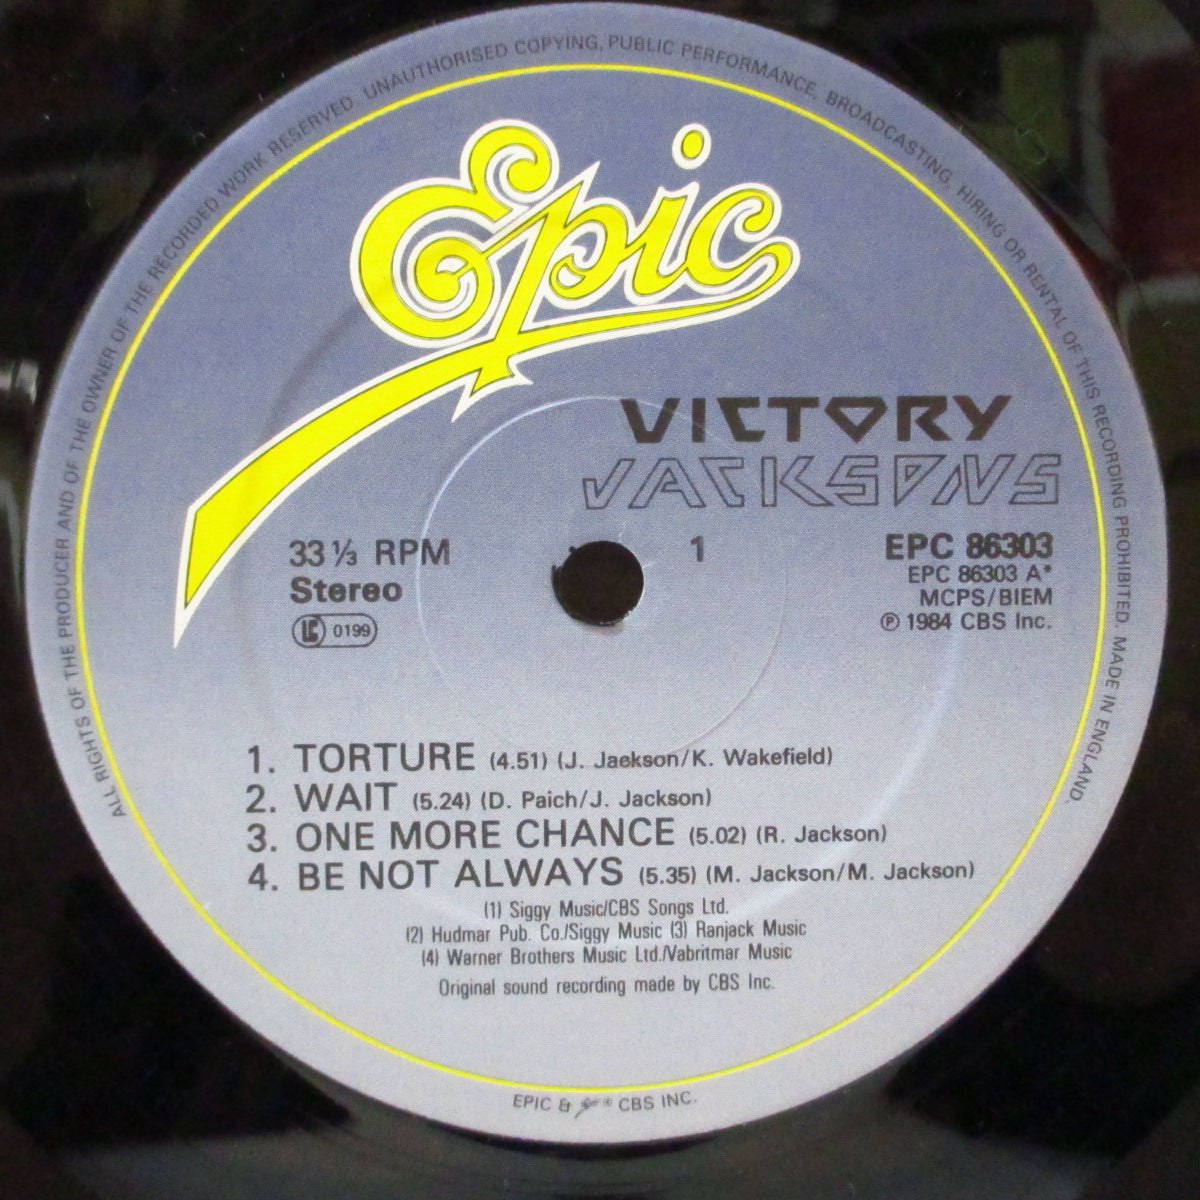 ALL RIGHTS OF THE PRODUCER AND OF THE OWNER OF THE RECORDED WORK RESERVED. UNAUTHORISED COPYING, PUBLIC PERFORMANCE, BROADCASTING, HIRING OR RENTAL OF THIS RECORDING PROHIBITED. MADE IN ENGLAND.
Epic
VICTORY
JACKSONS
33 ⅓ RPM
Stereo
LC 0199
1
EPC 86303
EPC 86303 A*
MCPS/BIEM
℗ 1984 CBS Inc.
1. TORTURE (4.51) (J. Jaekson/K. Wakefield)
2. WAIT (5.24) (D. Paich/J. Jackson)
3. ONE MORE CHANCE (5.02) (R. Jackson)
4. BE NOT ALWAYS (5.35) (M. Jackson/M. Jackson)
(1) Siggy Music/CBS Songs Ltd.
(2) Hudmar Pub. Co./Siggy Music (3) Ranjack Music
(4) Warner Brothers Music Ltd./Vabritmar Music
Original sound recording made by CBS Inc.
EPIC & Epic CBS INC.